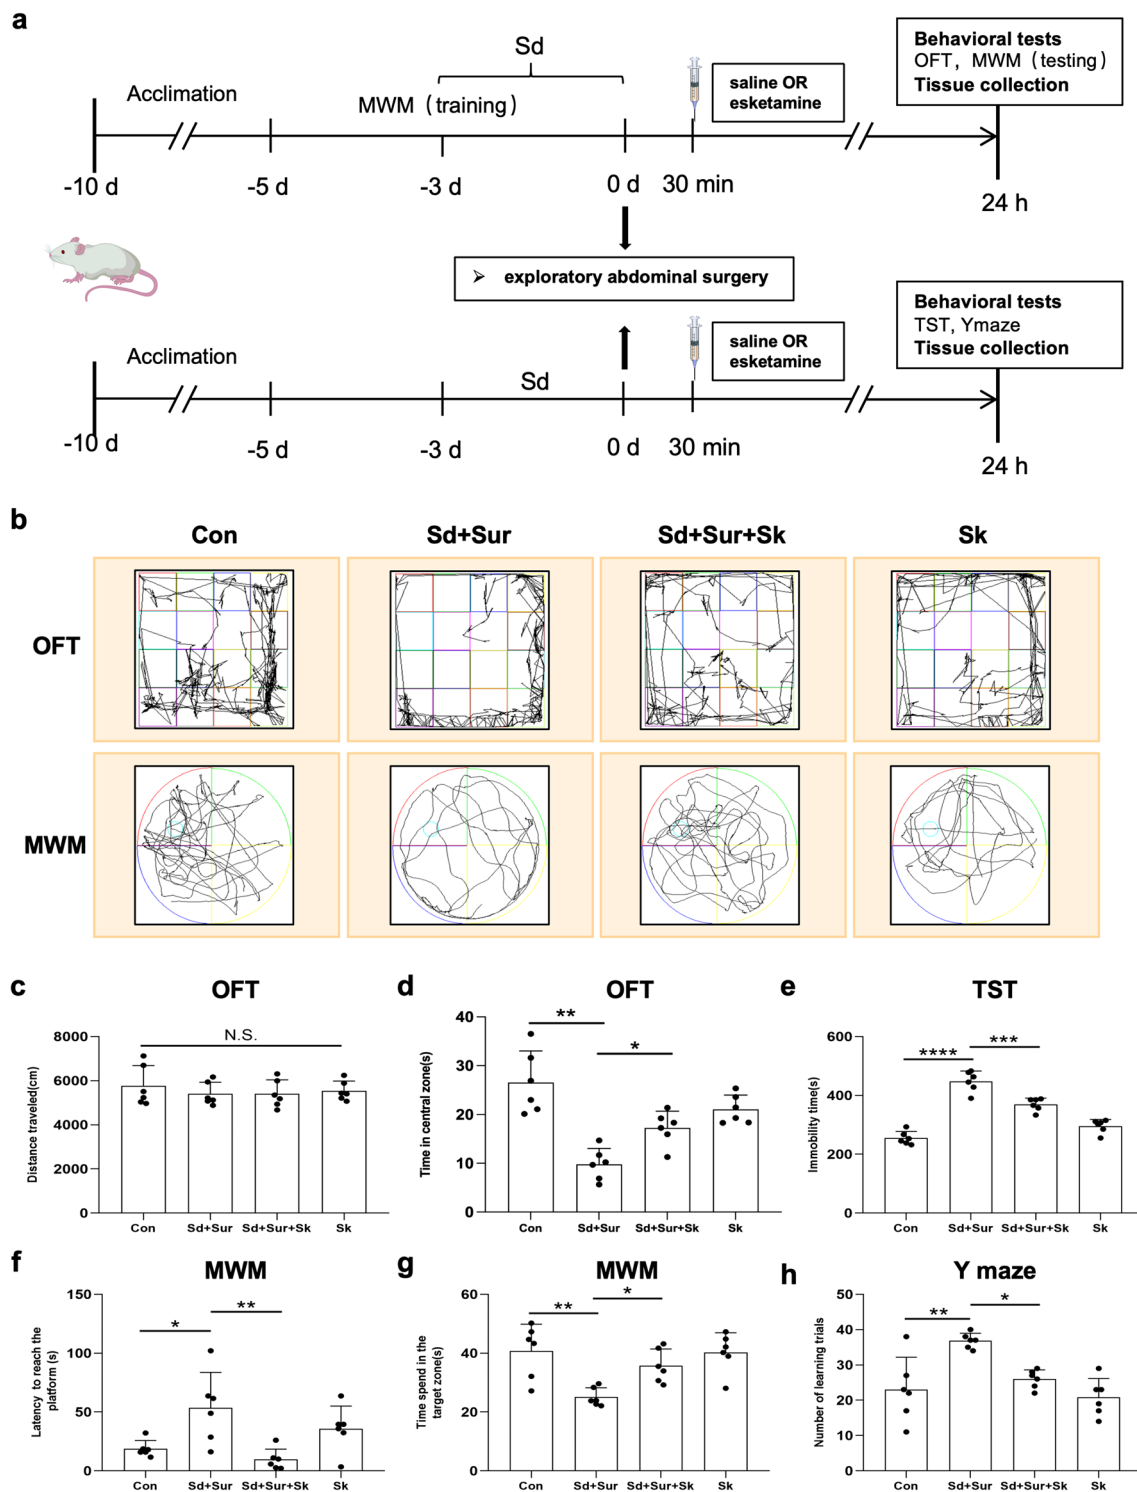 a
Sd
Behavioral tests
OFT, MWM (testing)
Tissue collection
Acclimation
MWM (training)
saline OR
esketamine
-10 d
-5 d
-3 d
0 d
30 min
24 h
➢ exploratory abdominal surgery
Behavioral tests
TST, Ymaze
Tissue collection
Acclimation
Sd
saline OR
esketamine
-10 d
-5 d
-3 d
0 d
30 min
24 h
b
Con
Sd+Sur
Sd+Sur+Sk
Sk
OFT
MWM
c
OFT
N.S.
Distance traveled(cm)
8000
6000
4000
2000
0
Con
Sd+Sur
Sd+Sur+Sk
Sk
d
OFT
**
*
Time in central zone(s)
40
30
20
10
0
Con
Sd+Sur
Sd+Sur+Sk
Sk
e
TST
****
***
Immobility time(s)
600
400
200
0
Con
Sd+Sur
Sd+Sur+Sk
Sk
f
MWM
*
**
Latency to reach the
platform (s)
150
100
50
0
Con
Sd+Sur
Sd+Sur+Sk
Sk
g
MWM
**
*
Time spend in the
target zone(s)
60
40
20
0
Con
Sd+Sur
Sd+Sur+Sk
Sk
h
Y maze
**
*
Number of learning trials
50
40
30
20
10
0
Con
Sd+Sur
Sd+Sur+Sk
Sk